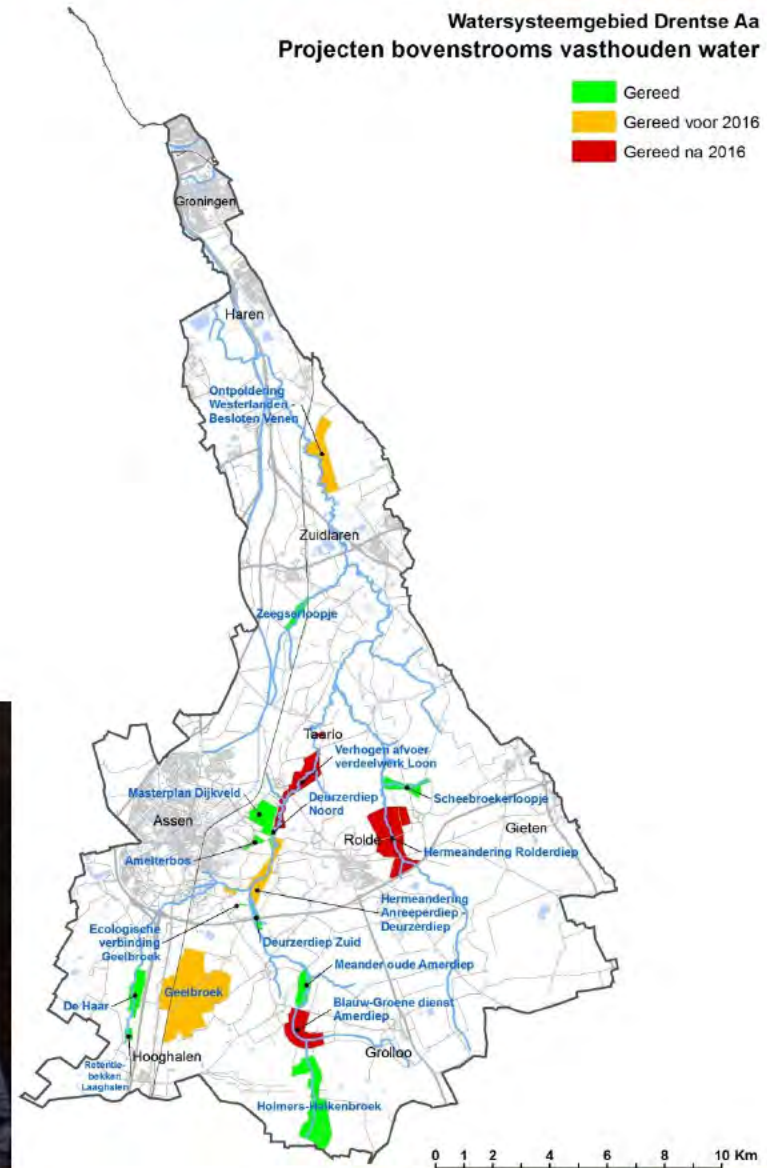 Watersysteemgebied Drentse Aa
Projecten bovenstrooms vasthouden water
Gereed
Gereed voor 2016
Gereed na 2016
Groningen
Haren
Ontpoldering
Westerlanden -
Besloten Venen
Zuidlaren
Zeegserloopje
Taarlo
Verhogen afvoer
verdeelwerk Loon
Masterplan Dijkveld
Deurzerdiep
Noord
Scheebroekerloopje
Assen
Gieten
Rolde
Hermeandering Rolderdiep
Amelterbos
Hermeandering
Anreeperdiep -
Deurzerdiep
Ecologische
verbinding
Geelbroek
Deurzerdiep Zuid
Meander oude Amerdiep
Geelbroek
De Haar
Blauw-Groene dienst
Amerdiep
Hooghalen
Grolloo
Retentie-
bekken
Laaghalen
Holmers-Halkenbroek
0 1 2 4 6 8 10 Km